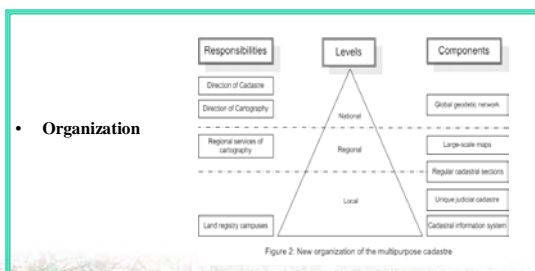 Responsibilities
Levels
Components
Direction of Cadastre
Direction of Cartography
National
Global geodetic network
• Organization
Regional services of
cartography
Regional
Large-scale maps
Regular cadastral sections
Local
Unique judicial cadastre
Land registry campuses
Cadastral information system
Figure 2: New organization of the multipurpose cadastre